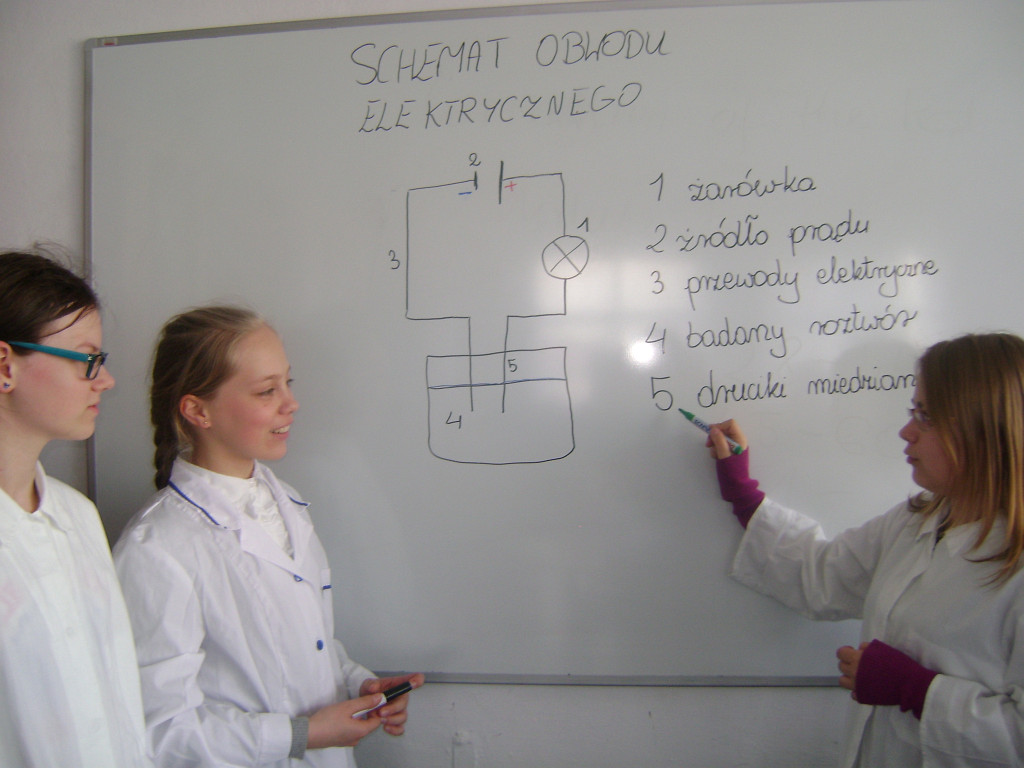 SCHEMAT OBWODU
ELEKTRYCZNEGO
2
- +
1
3
5
4
1 żarówka
2 źródło prądu
3 przewody elektryczne
4 badany roztwór
5 druciki miedzian